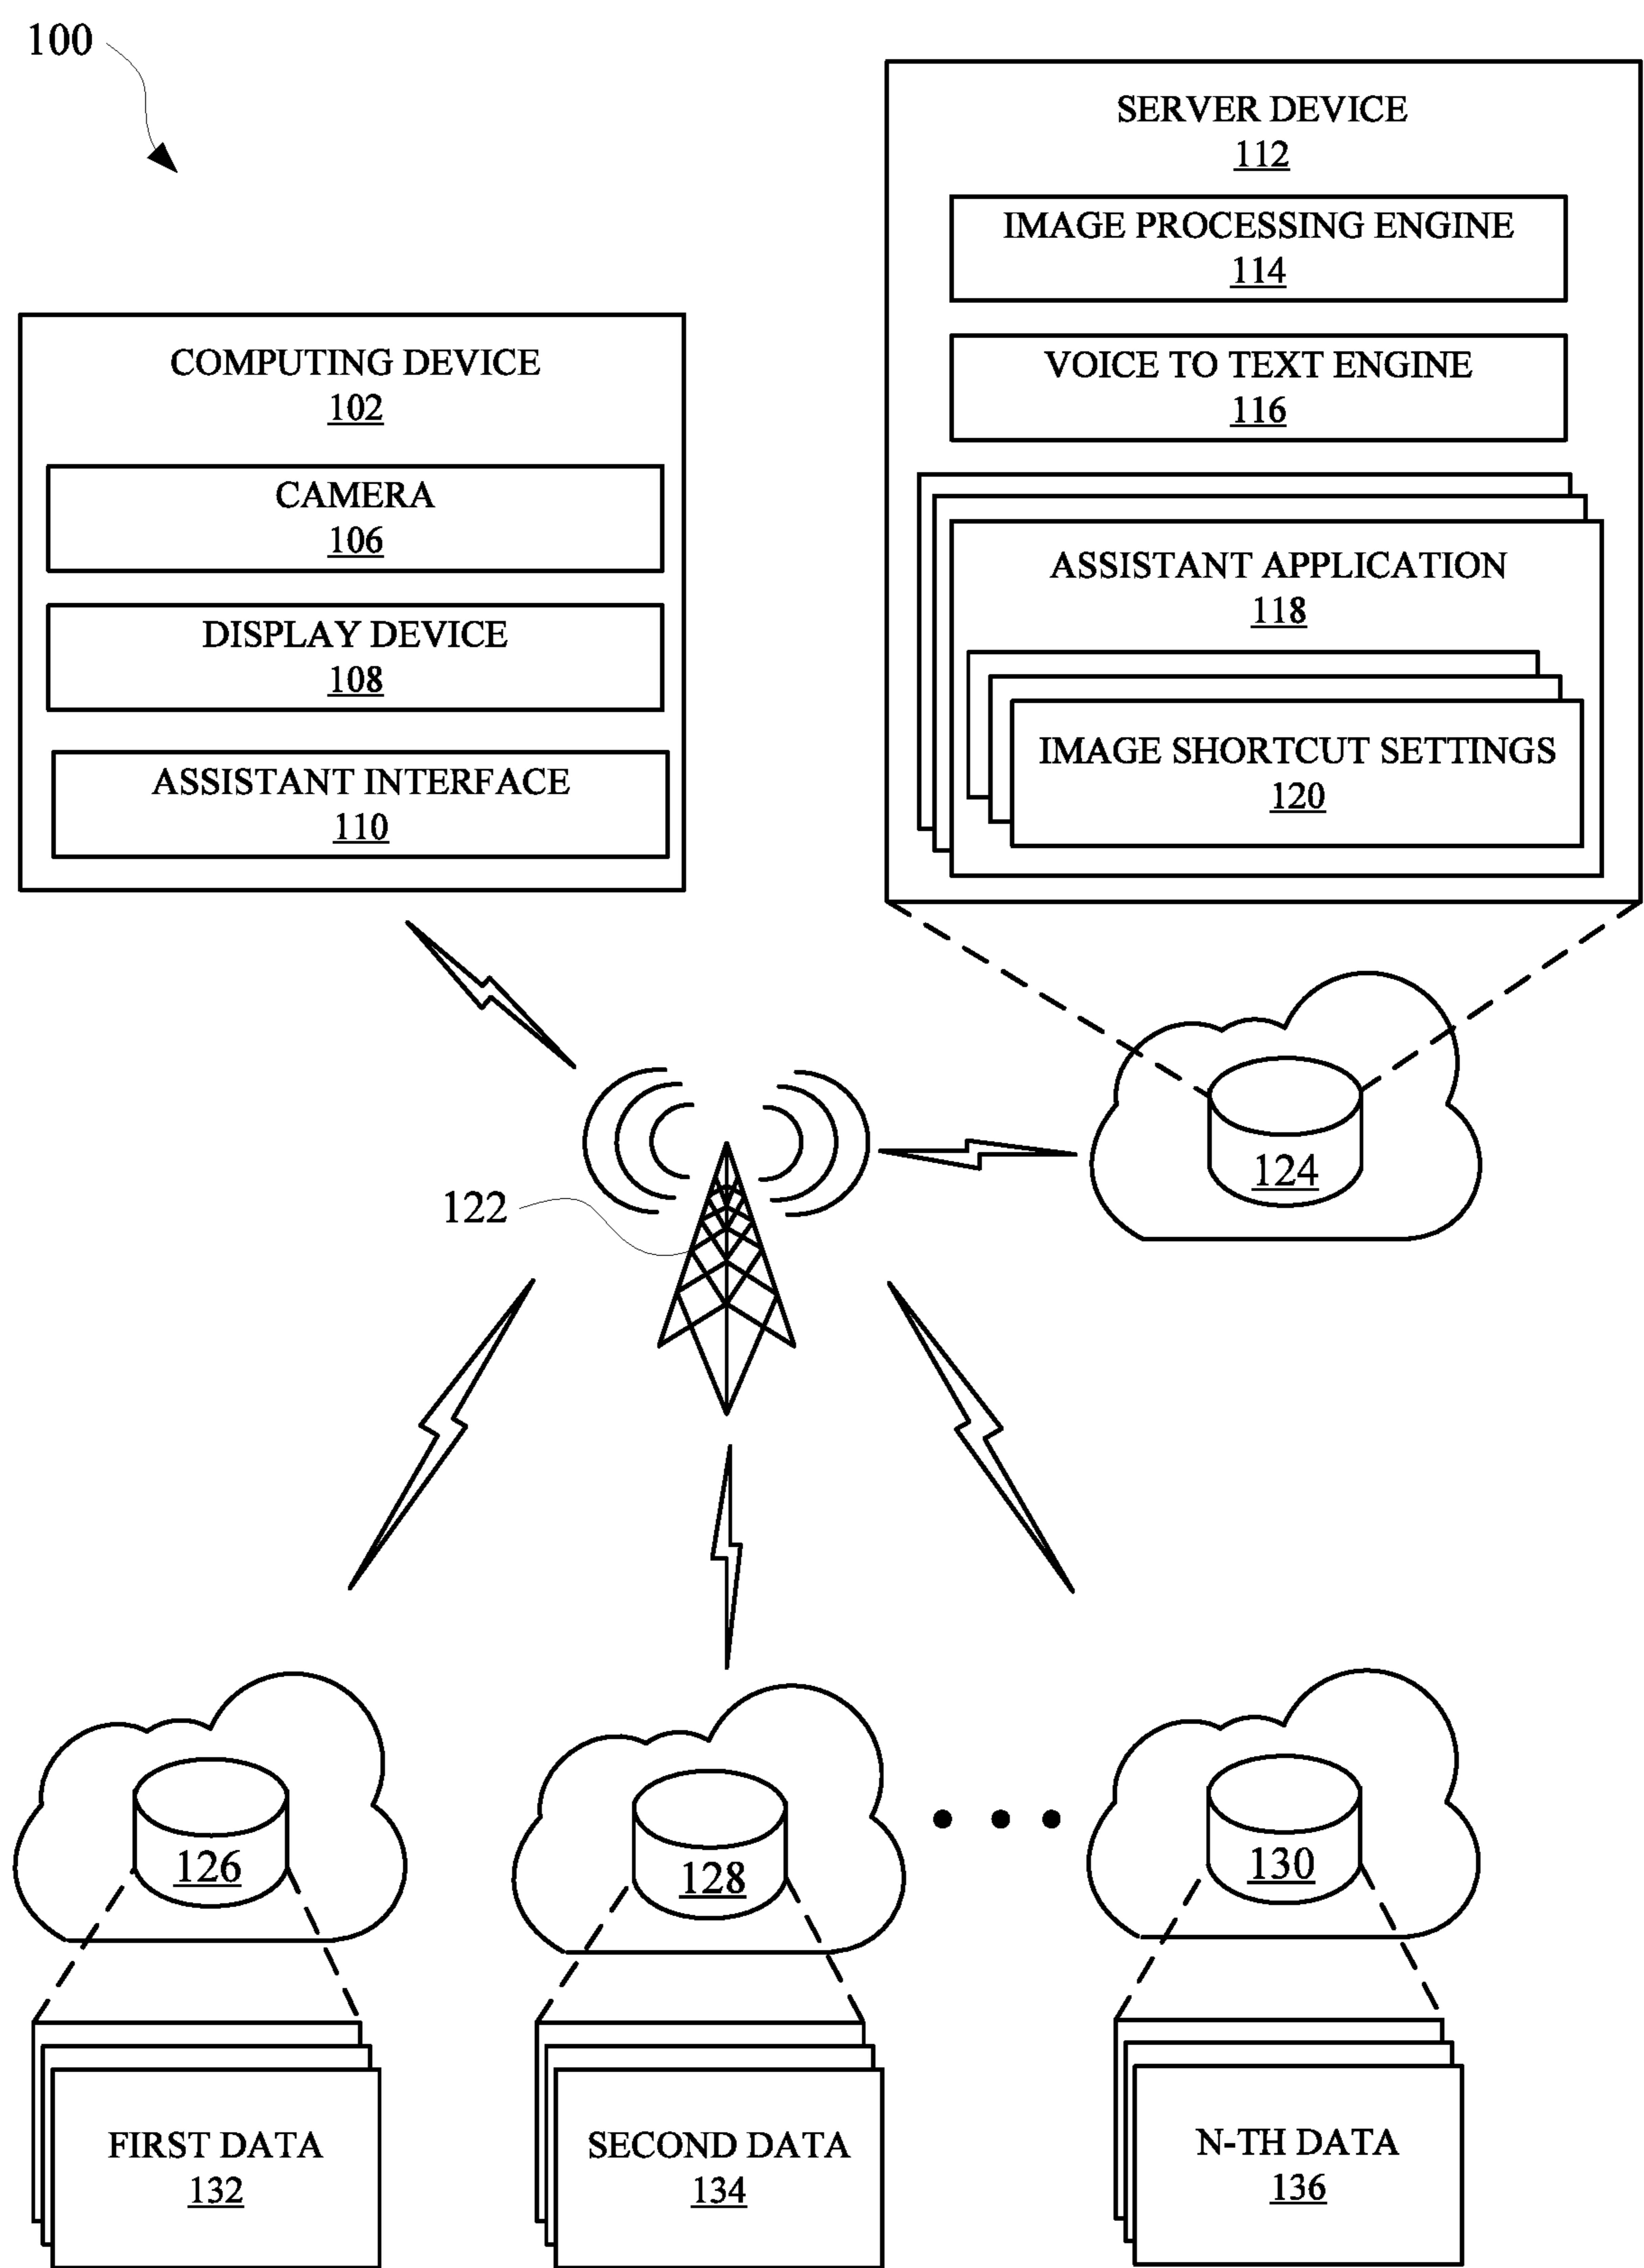 100
SERVER DEVICE
112
IMAGE PROCESSING ENGINE
114
VOICE TO TEXT ENGINE
116
ASSISTANT APPLICATION
118
IMAGE SHORTCUT SETTINGS
120
COMPUTING DEVICE
102
CAMERA
106
DISPLAY DEVICE
108
ASSISTANT INTERFACE
110
122
124
126
128
130
FIRST DATA
132
SECOND DATA
134
N-TH DATA
136